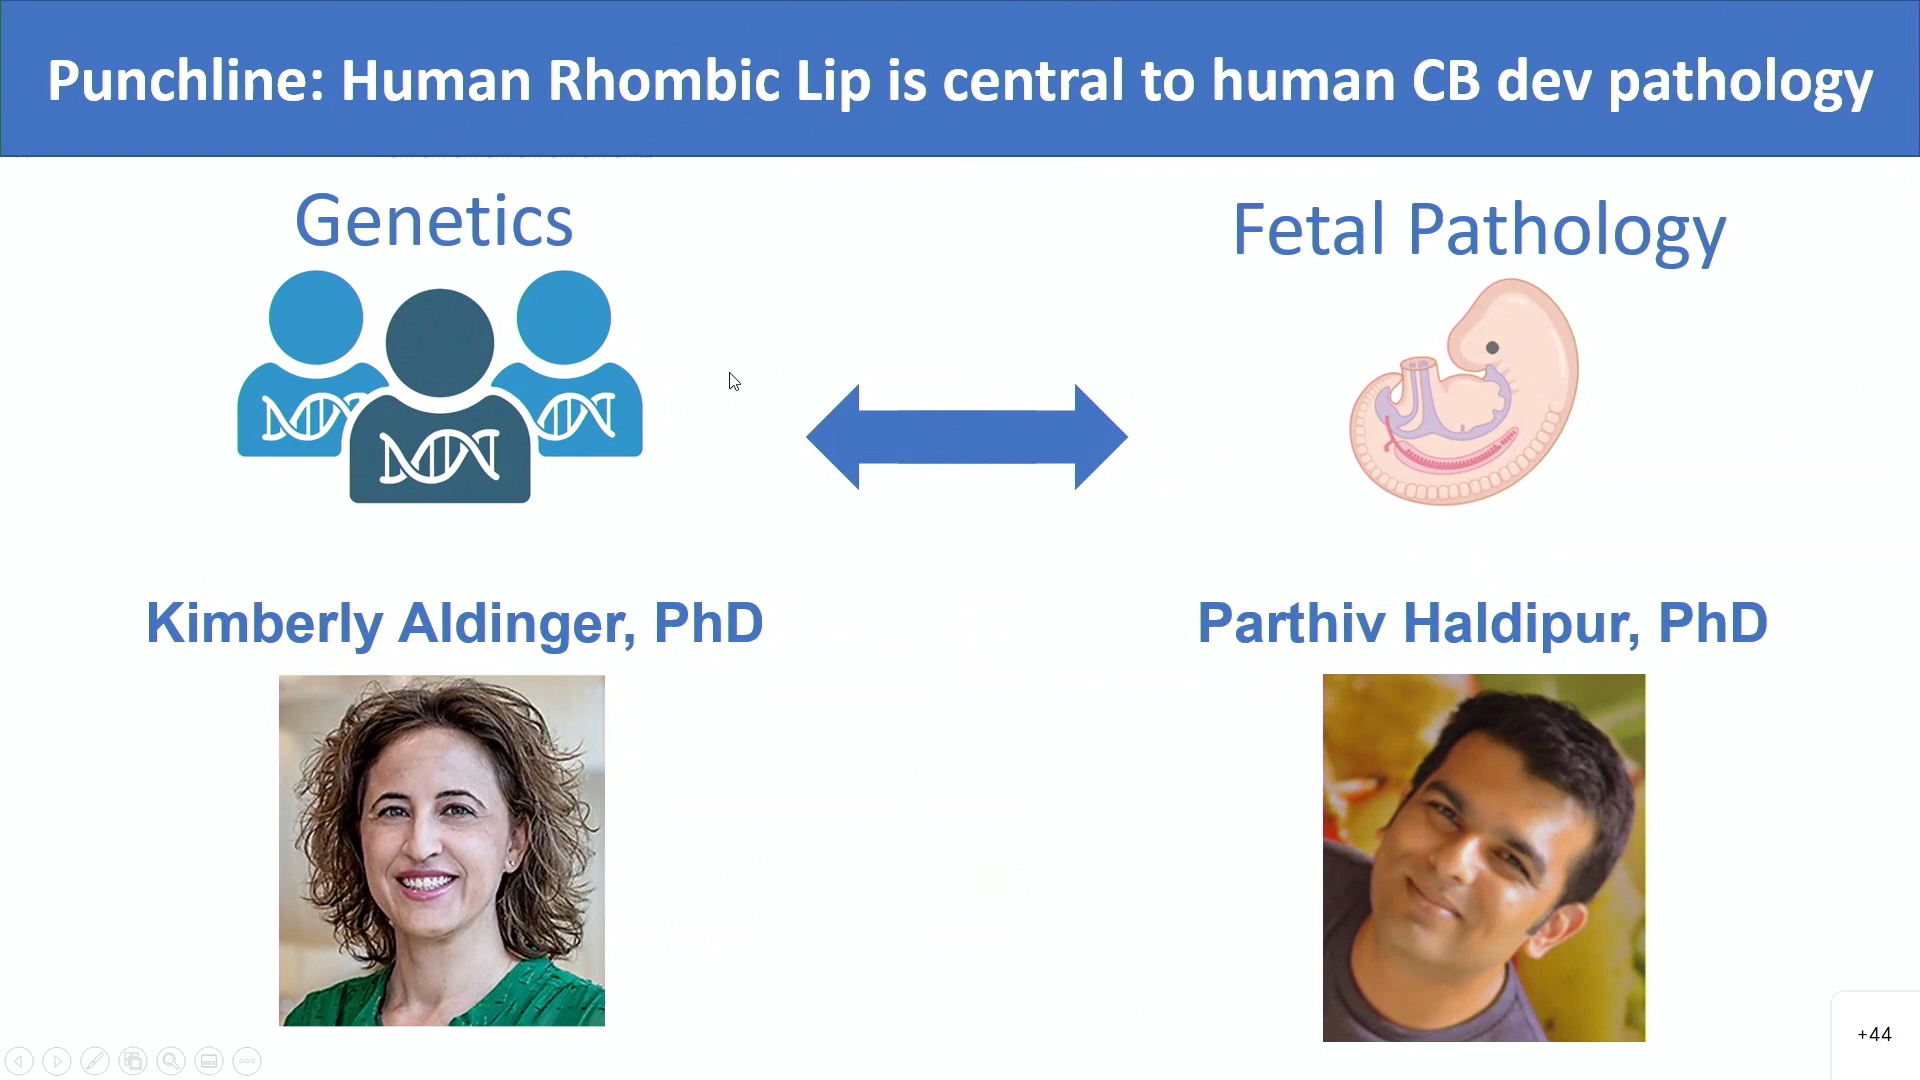 Punchline: Human Rhombic Lip is central to human CB dev pathology
Genetics
Fetal Pathology
Kimberly Aldinger, PhD
Parthiv Haldipur, PhD
+44